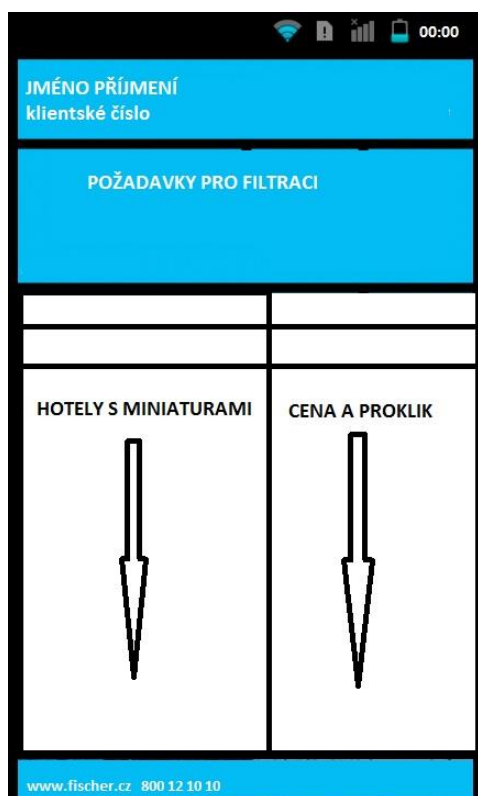 00:00
JMÉNO PŘÍJMENÍ
klientské číslo
POŽADAVKY PRO FILTRACI
HOTELY S MINIATURAMI
CENA A PROKLIK
www.fischer.cz 800 12 10 10